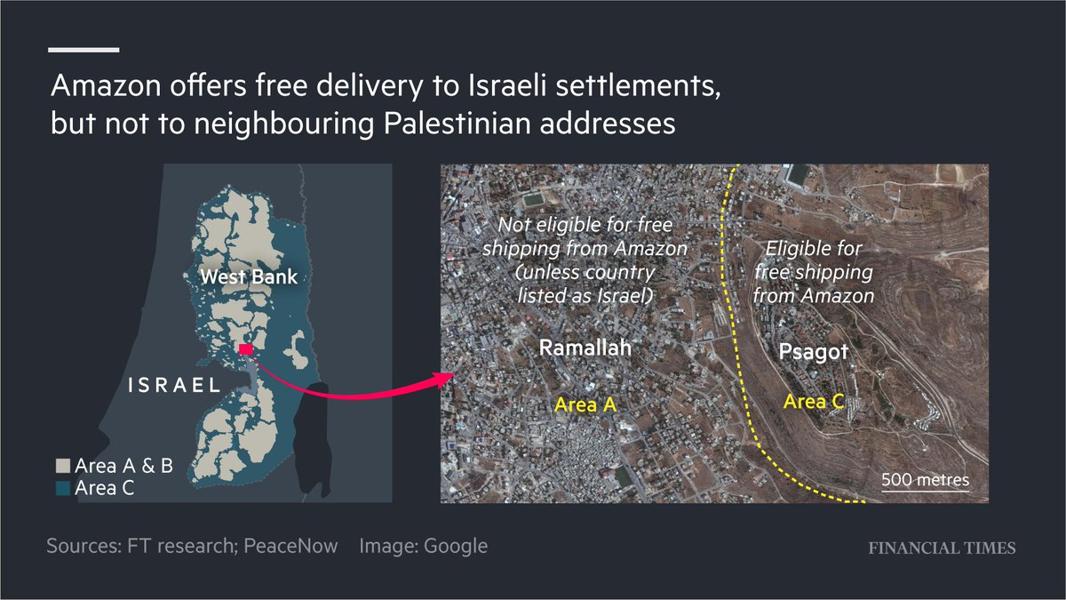 Amazon offers free delivery to Israeli settlements,
but not to neighbouring Palestinian addresses
West Bank
ISRAEL
Area A & B
Area C
Not eligible for free
shipping from Amazon
(unless country
listed as Israel)
Ramallah
Area A
Eligible for
free shipping
from Amazon
Psagot
Area C
500 metres
Sources: FT research; PeaceNow Image: Google
FINANCIAL TIMES